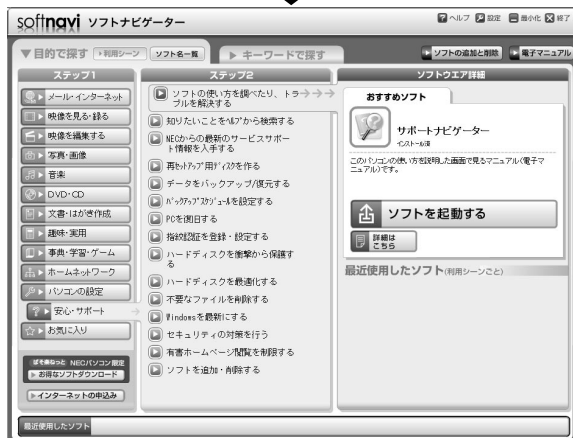 softnavi ソフトナビゲーター
ヘルプ 設定 最小化 終了
▼目的で探す ▶利用シーン ソフト名一覧 ▶ キーワードで探す
ソフトの追加と削除 電子マニュアル
ステップ1
メール・インターネット
映像を見る・録る
映像を編集する
写真・画像
音楽
DVD・CD
文書・はがき作成
趣味・実用
事典・学習・ゲーム
ホームネットワーク
パソコンの設定
安心・サポート
お気に入り
ぱそ楽ねっと NECパソコン限定
お得なソフトダウンロード
インターネットの申込み
ステップ2
ソフトの使い方を調べたり、トラ
ブルを解決する
知りたいことをヘルプから検索する
NECからの最新のサービスサポー
ト情報を入手する
再セットアップ用ディスクを作る
データをバックアップ/復元する
バックアップスケジュールを設定する
PCを復旧する
指紋認証を登録・設定する
ハードディスクを衝撃から保護す
る
ハードディスクを最適化する
不要なファイルを削除する
Windowsを最新にする
セキュリティの対策を行う
有害ホームページ閲覧を制限する
ソフトを追加・削除する
ソフトウエア詳細
おすすめソフト
サポートナビゲーター
インストール済
このパソコンの使い方を説明した画面で見るマニュアル(電子マ
ニュアル)です。
ソフトを起動する
詳細は
こちら
最近使用したソフト(利用シーンごと)
最近使用したソフト